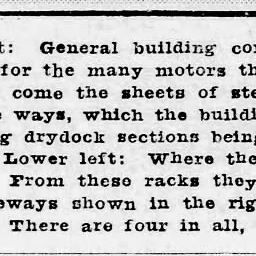 t: General building co
for the many motors th
come the sheets of ste
ways, which the buildi
g drydock sections bein
Lower left: Where the
From these racks they
eways shown in the rig
There are four in all,